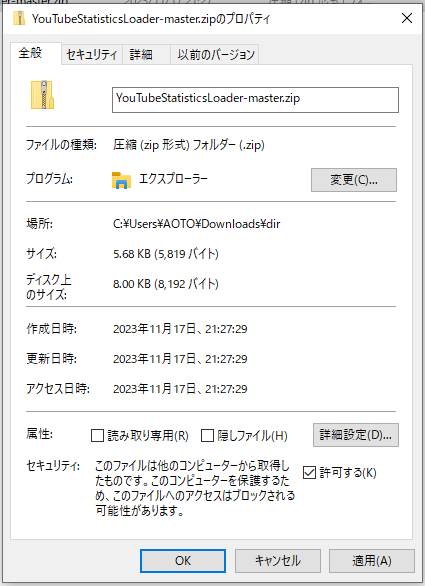 YouTubeStatisticsLoader-master.zipのプロパティ
全般
セキュリティ
詳細
以前のバージョン
YouTubeStatisticsLoader-master.zip
ファイルの種類: 圧縮 (zip 形式) フォルダー (.zip)
プログラム: エクスプローラー 変更(C)...
場所: C:¥Users¥AOTO¥Downloads¥dir
サイズ: 5.68 KB (5,819 バイト)
ディスク上
のサイズ: 8.00 KB (8,192 バイト)
作成日時: 2023年11月17日、21:27:29
更新日時: 2023年11月17日、21:27:29
アクセス日時: 2023年11月17日、21:27:29
属性: 読み取り専用(R) 隠しファイル(H) 詳細設定(D)...
セキュリティ: このファイルは他のコンピューターから取得し
たものです。このコンピューターを保護するた
め、このファイルへのアクセスはブロックされる
可能性があります。
許可する(K)
OK キャンセル 適用(A)